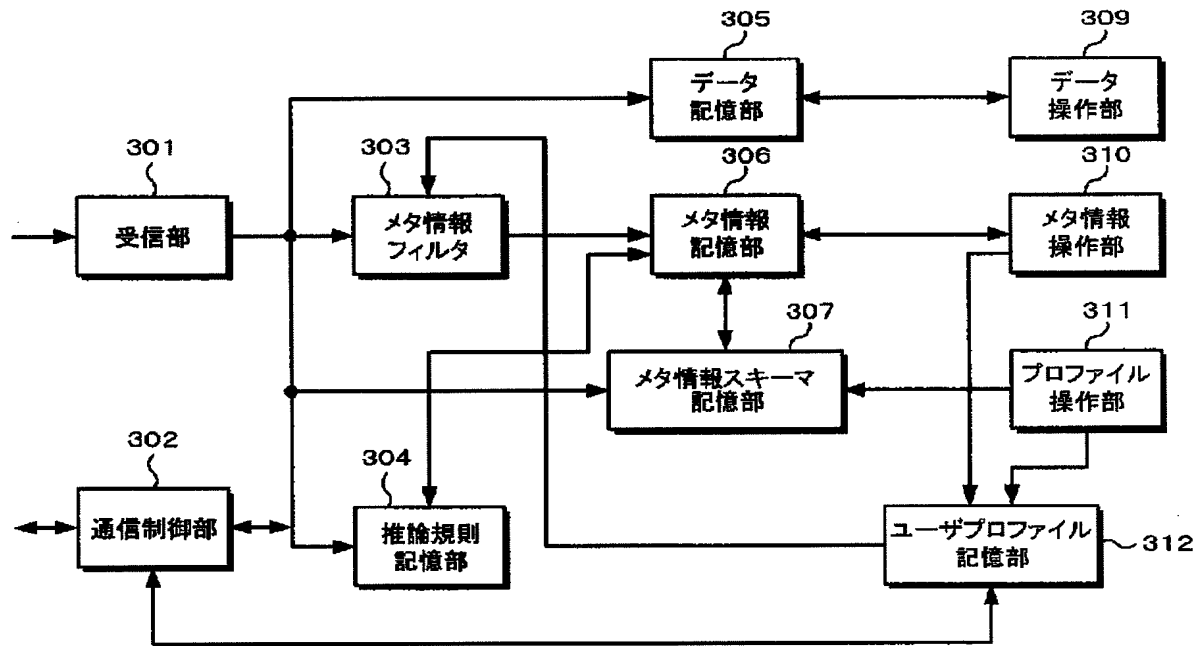 305
データ
記憶部
309
データ
操作部
301
受信部
303
メタ情報
フィルタ
306
メタ情報
記憶部
310
メタ情報
操作部
307
メタ情報スキーマ
記憶部
311
プロファイル
操作部
302
通信制御部
304
推論規則
記憶部
ユーザプロファイル
記憶部
312